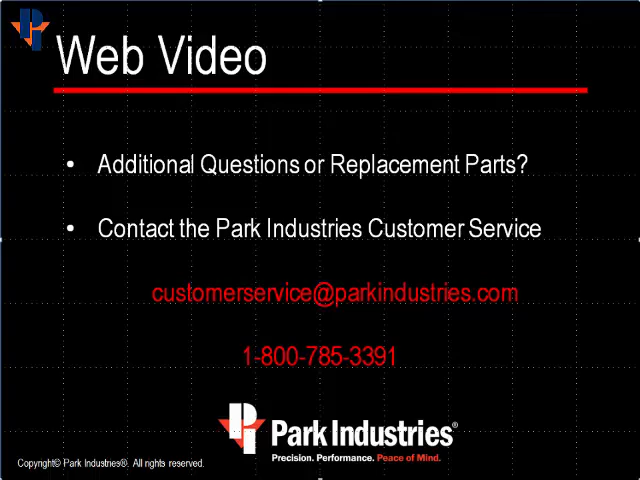 Web Video
• Additional Questions or Replacement Parts?
• Contact the Park Industries Customer Service
customerservice@parkindustries.com
1-800-785-3391
Park Industries®
Precision. Performance. Peace of Mind.
Copyright© Park Industries®. All rights reserved.